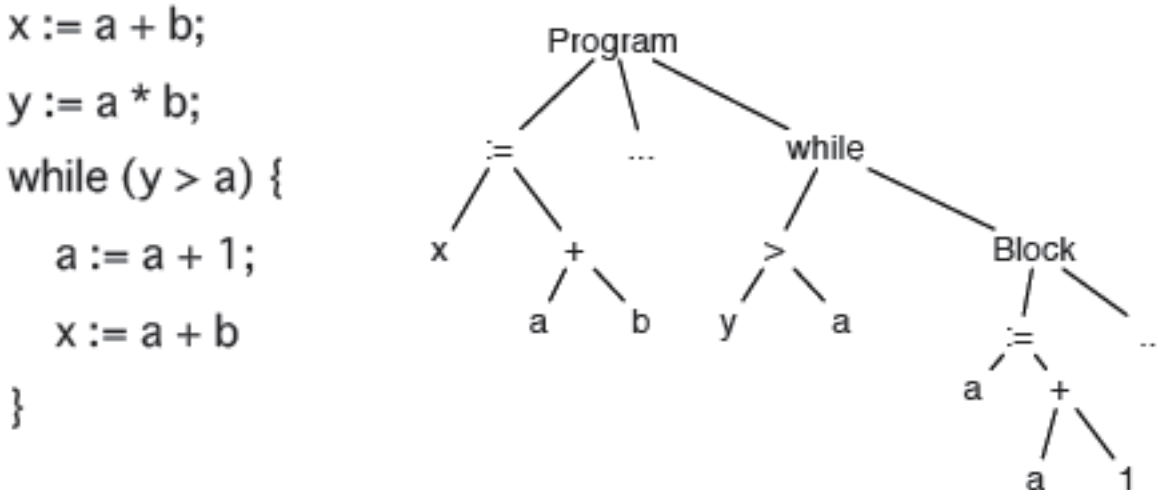 x := a + b;
y := a * b;
while (y > a) {
a := a + 1;
x := a + b
}
Program
:= ... while
x + > Block
a b y a := ..
a +
a 1